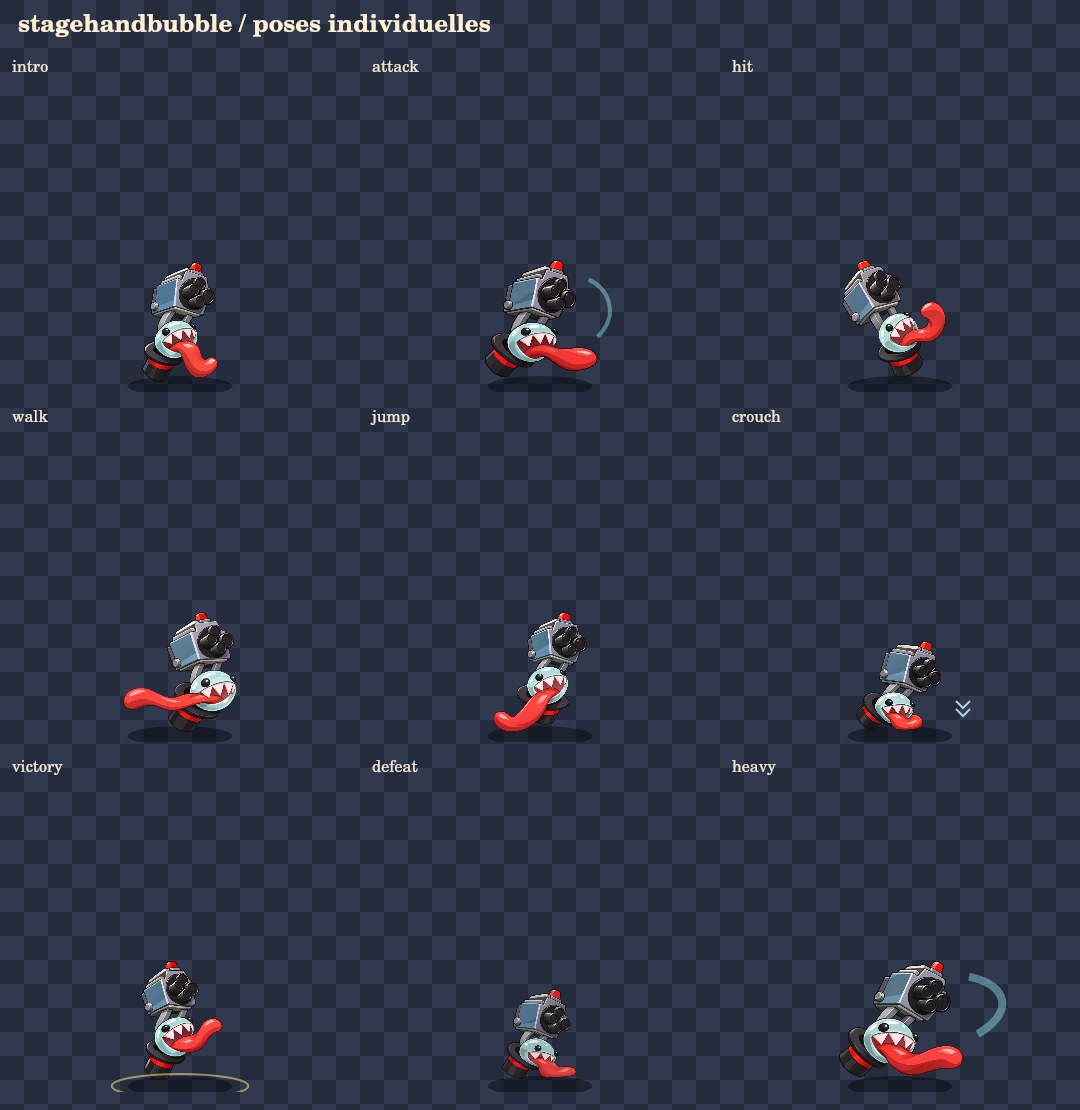 stagehandbubble / poses individuelles
intro
attack
hit
walk
jump
crouch
victory
defeat
heavy